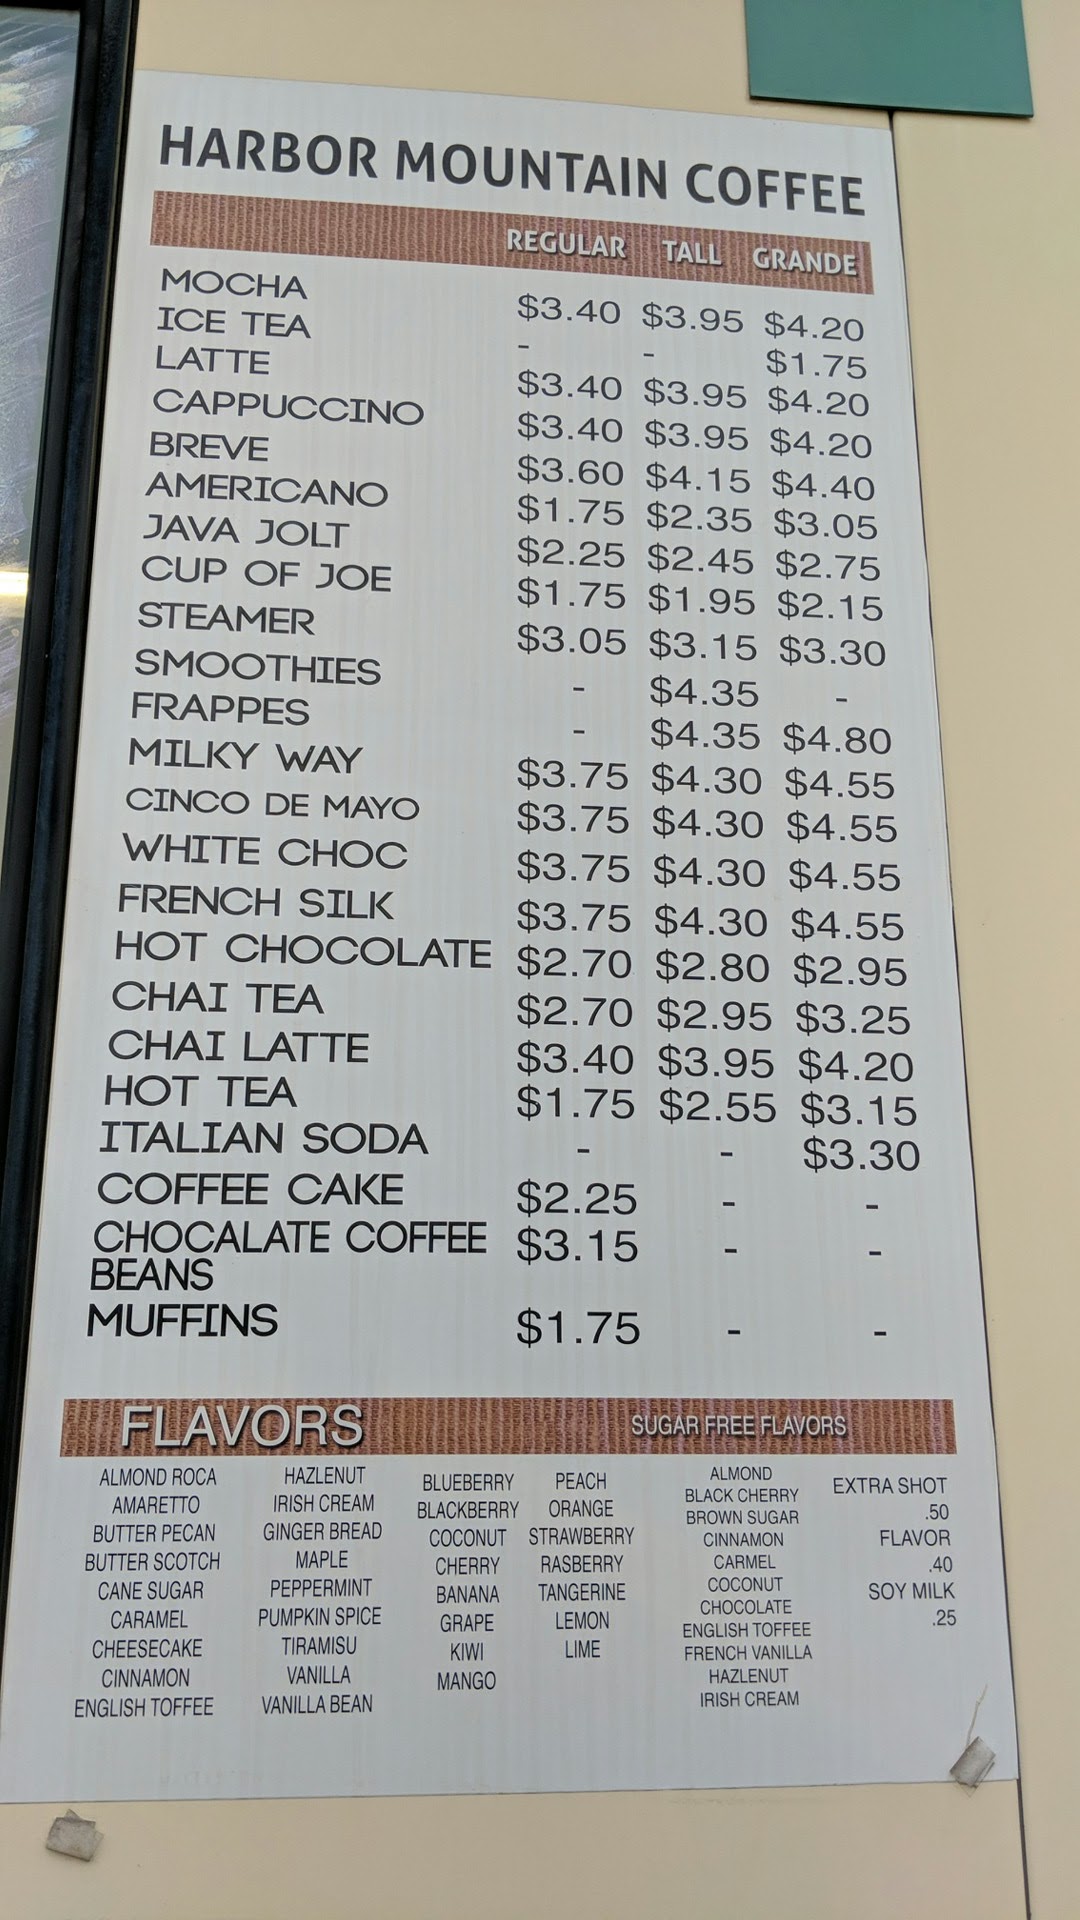 HARBOR MOUNTAIN COFFEE
REGULAR TALL GRANDE
MOCHA $3.40 $3.95 $4.20
ICE TEA - - $1.75
LATTE $3.40 $3.95 $4.20
CAPPUCCINO $3.40 $3.95 $4.20
BREVE $3.60 $4.15 $4.40
AMERICANO $1.75 $2.35 $3.05
JAVA JOLT $2.25 $2.45 $2.75
CUP OF JOE $1.75 $1.95 $2.15
STEAMER $3.05 $3.15 $3.30
SMOOTHIES - $4.35 -
FRAPPES - $4.35 $4.80
MILKY WAY $3.75 $4.30 $4.55
CINCO DE MAYO $3.75 $4.30 $4.55
WHITE CHOC $3.75 $4.30 $4.55
FRENCH SILK $3.75 $4.30 $4.55
HOT CHOCOLATE $2.70 $2.80 $2.95
CHAI TEA $2.70 $2.95 $3.25
CHAI LATTE $3.40 $3.95 $4.20
HOT TEA $1.75 $2.55 $3.15
ITALIAN SODA - - $3.30
COFFEE CAKE $2.25 - -
CHOCALATE COFFEE $3.15 - -
BEANS
MUFFINS $1.75 - -
FLAVORS
ALMOND ROCA
AMARETTO
BUTTER PECAN
BUTTER SCOTCH
CANE SUGAR
CARAMEL
CHEESECAKE
CINNAMON
ENGLISH TOFFEE
HAZLENUT
IRISH CREAM
GINGER BREAD
MAPLE
PEPPERMINT
PUMPKIN SPICE
TIRAMISU
VANILLA
VANILLA BEAN
BLUEBERRY
BLACKBERRY
COCONUT
CHERRY
BANANA
GRAPE
KIWI
MANGO
PEACH
ORANGE
STRAWBERRY
RASBERRY
TANGERINE
LEMON
LIME
SUGAR FREE FLAVORS
ALMOND
BLACK CHERRY
BROWN SUGAR
CINNAMON
CARMEL
COCONUT
CHOCOLATE
ENGLISH TOFFEE
FRENCH VANILLA
HAZLENUT
IRISH CREAM
EXTRA SHOT
.50
FLAVOR
.40
SOY MILK
.25